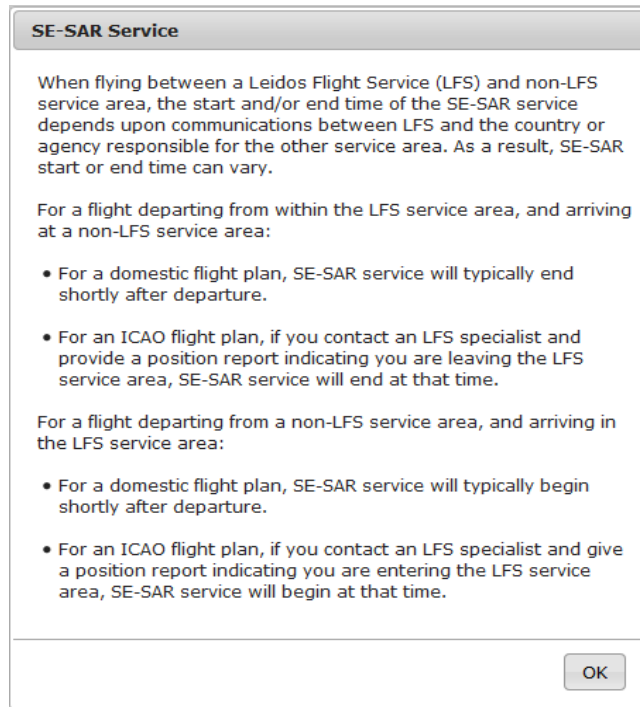 SE-SAR Service
When flying between a Leidos Flight Service (LFS) and non-LFS
service area, the start and/or end time of the SE-SAR service
depends upon communications between LFS and the country or
agency responsible for the other service area. As a result, SE-SAR
start or end time can vary.
For a flight departing from within the LFS service area, and arriving
at a non-LFS service area:
• For a domestic flight plan, SE-SAR service will typically end
shortly after departure.
• For an ICAO flight plan, if you contact an LFS specialist and
provide a position report indicating you are leaving the LFS
service area, SE-SAR service will end at that time.
For a flight departing from a non-LFS service area, and arriving in
the LFS service area:
• For a domestic flight plan, SE-SAR service will typically begin
shortly after departure.
• For an ICAO flight plan, if you contact an LFS specialist and give
a position report indicating you are entering the LFS service
area, SE-SAR service will begin at that time.
OK